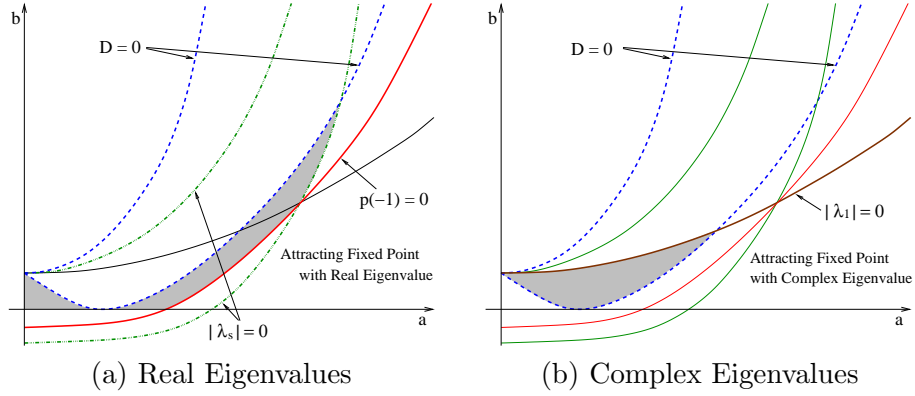 b
D = 0
p(−1) = 0
Attracting Fixed Point
with Real Eigenvalue
| λs | = 0
a
(a) Real Eigenvalues
b
D = 0
| λ1 | = 0
Attracting Fixed Point
with Complex Eigenvalue
a
(b) Complex Eigenvalues